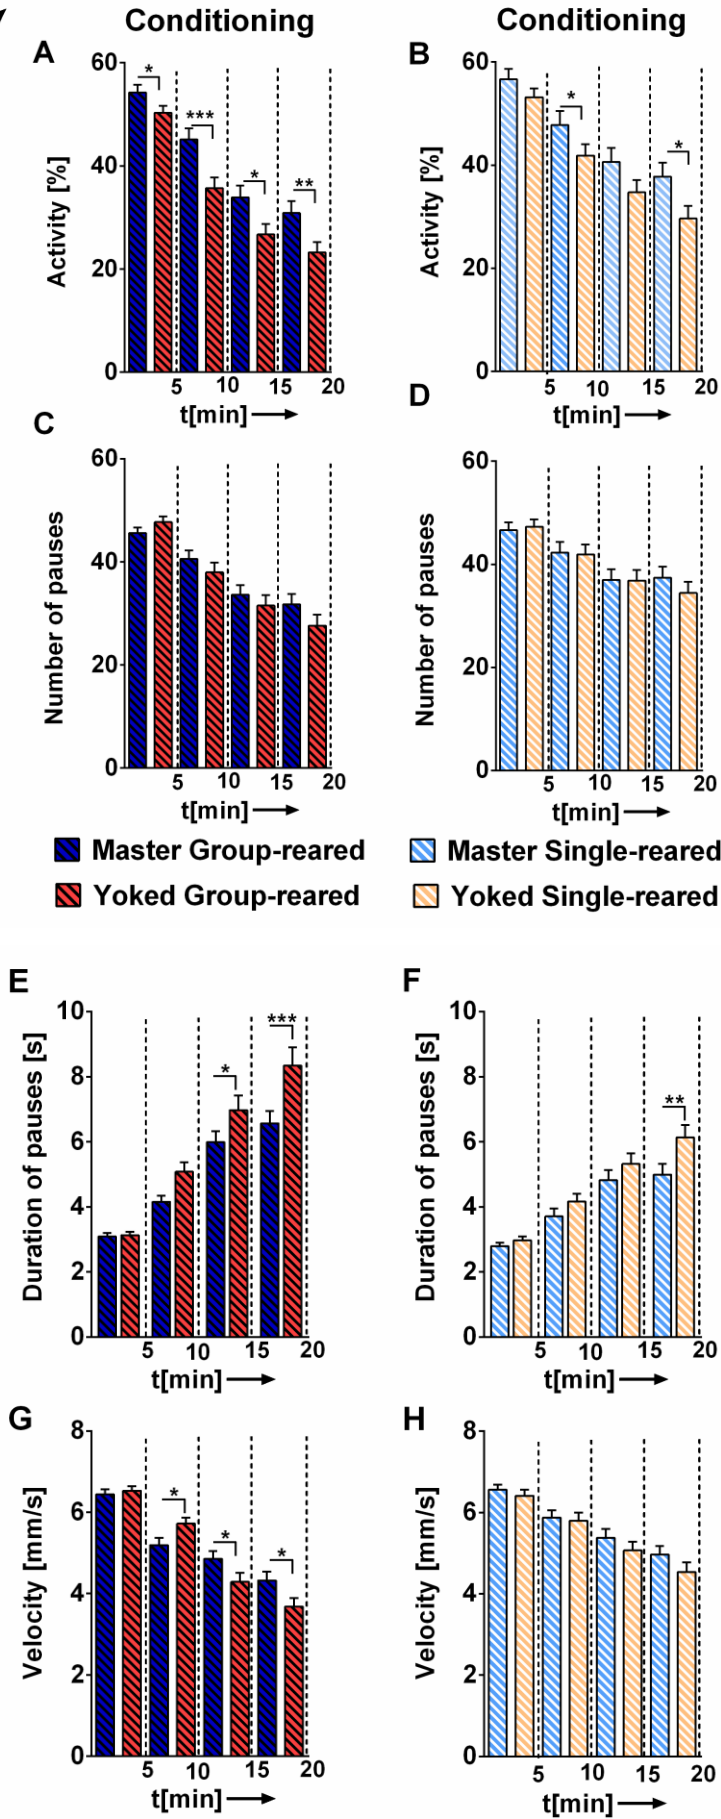 Conditioning Conditioning
A B
60 60
* *** * **
* *
40 40
Activity [%] Activity [%]
20 20
0 0
5 10 15 20 5 10 15 20
t[min] t[min]
C D
60 60
40 40
Number of pauses Number of pauses
20 20
0 0
5 10 15 20 5 10 15 20
t[min] t[min]
Master Group-reared Master Single-reared
Yoked Group-reared Yoked Single-reared
E F
10 10
* ***
**
8 8
6 6
Duration of pauses [s] Duration of pauses [s]
4 4
2 2
0 0
5 10 15 20 5 10 15 20
t[min] t[min]
G H
8 8
* * *
6 6
Velocity [mm/s] Velocity [mm/s]
4 4
2 2
0 0
5 10 15 20 5 10 15 20
t[min] t[min]